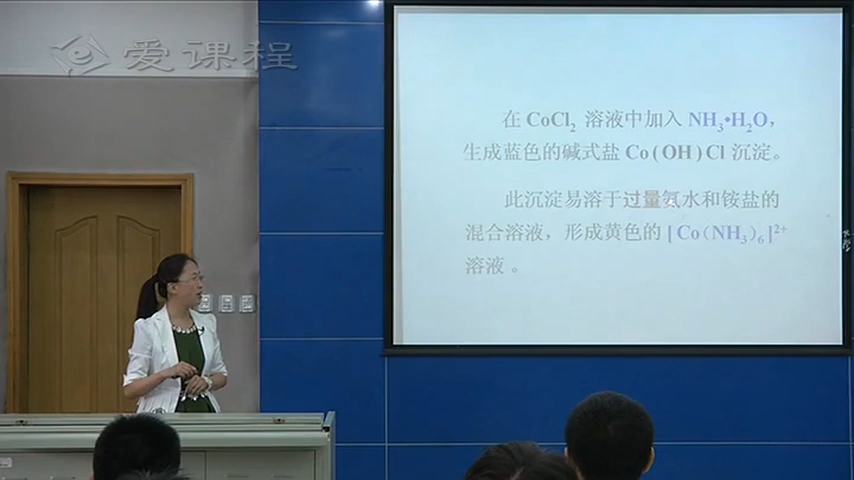 爱课程
在 CoCl₂ 溶液中加入 NH₃•H₂O,
生成蓝色的碱式盐 Co(OH)Cl 沉淀。
此沉淀易溶于过量氨水和铵盐的
混合溶液，形成黄色的 [Co(NH₃)₆]²⁺
溶液。